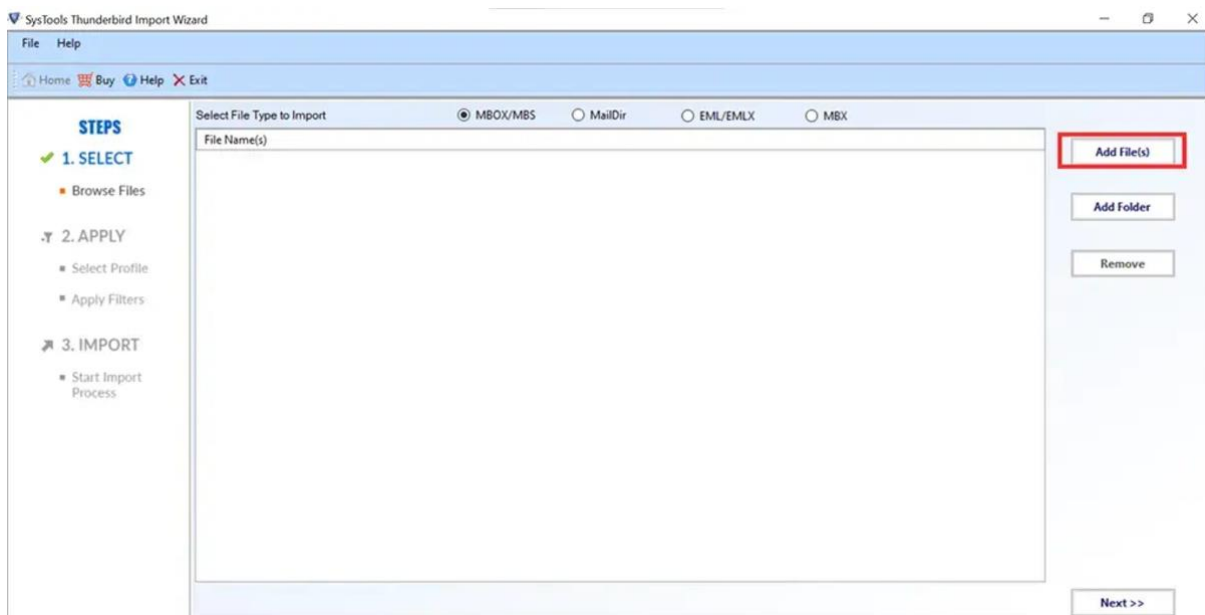 SysTools Thunderbird Import Wizard
File Help
Home Buy Help Exit
STEPS
1. SELECT
Browse Files
2. APPLY
Select Profile
Apply Filters
3. IMPORT
Start Import
Process
Select File Type to Import MBOX/MBS MailDir EML/EMLX MBX
File Name(s)
Add File(s)
Add Folder
Remove
Next >>